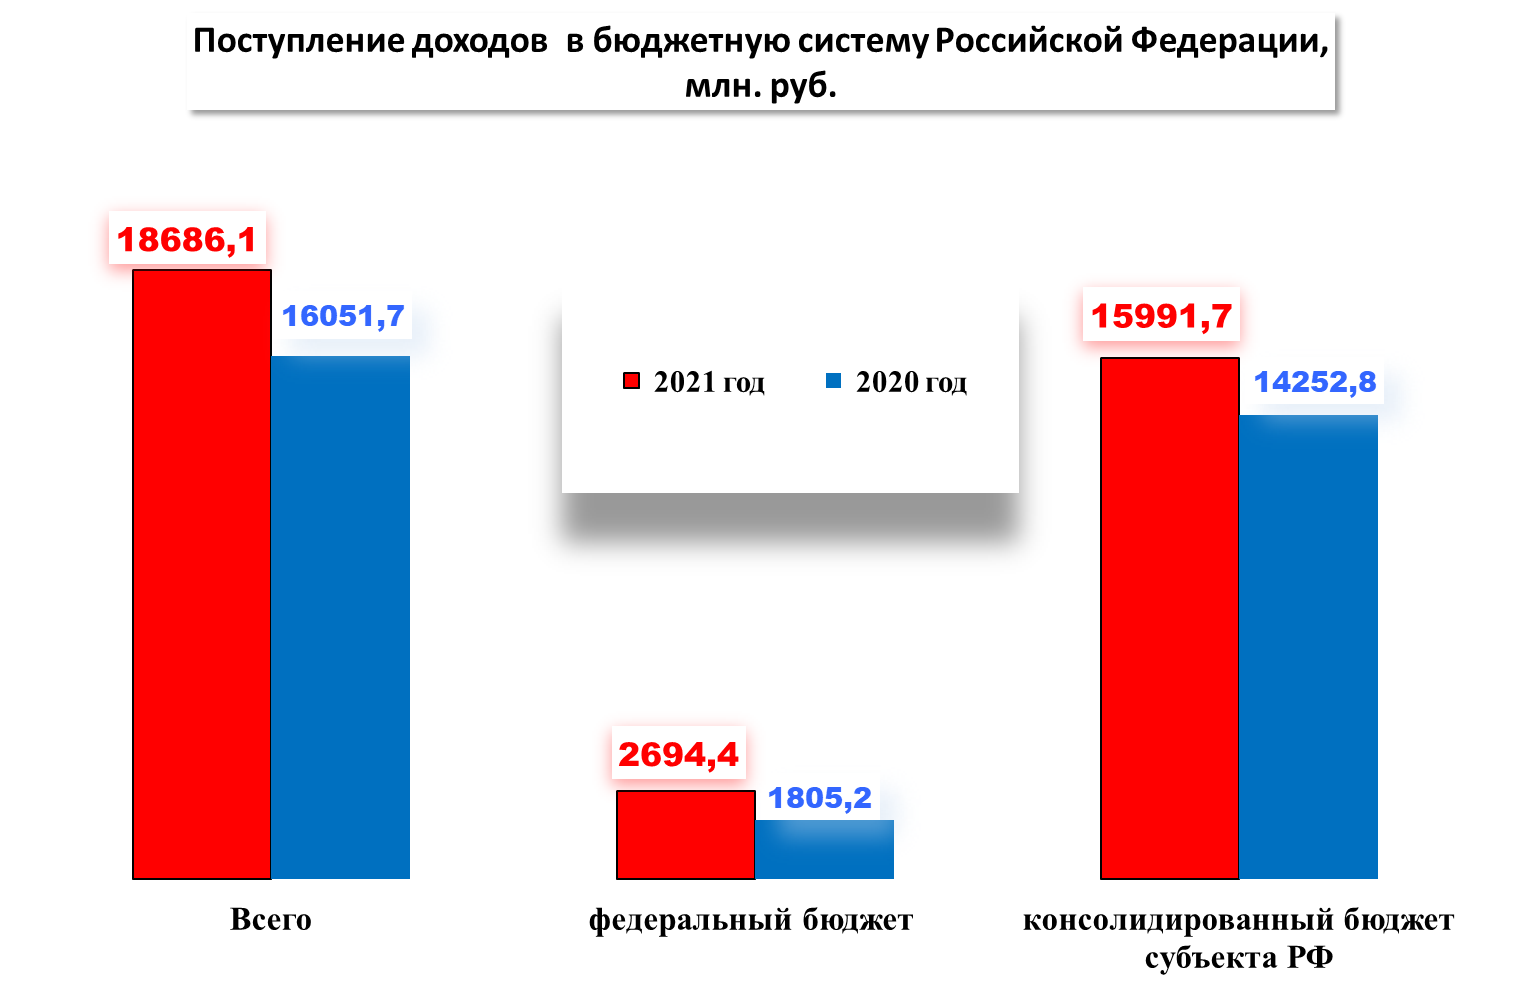 Поступление доходов в бюджетную систему Российской Федерации,
млн. руб.
18686,1
16051,7
15991,7
14252,8
2021 год
2020 год
2694,4
1805,2
Всего
федеральный бюджет
консолидированный бюджет
субъекта РФ